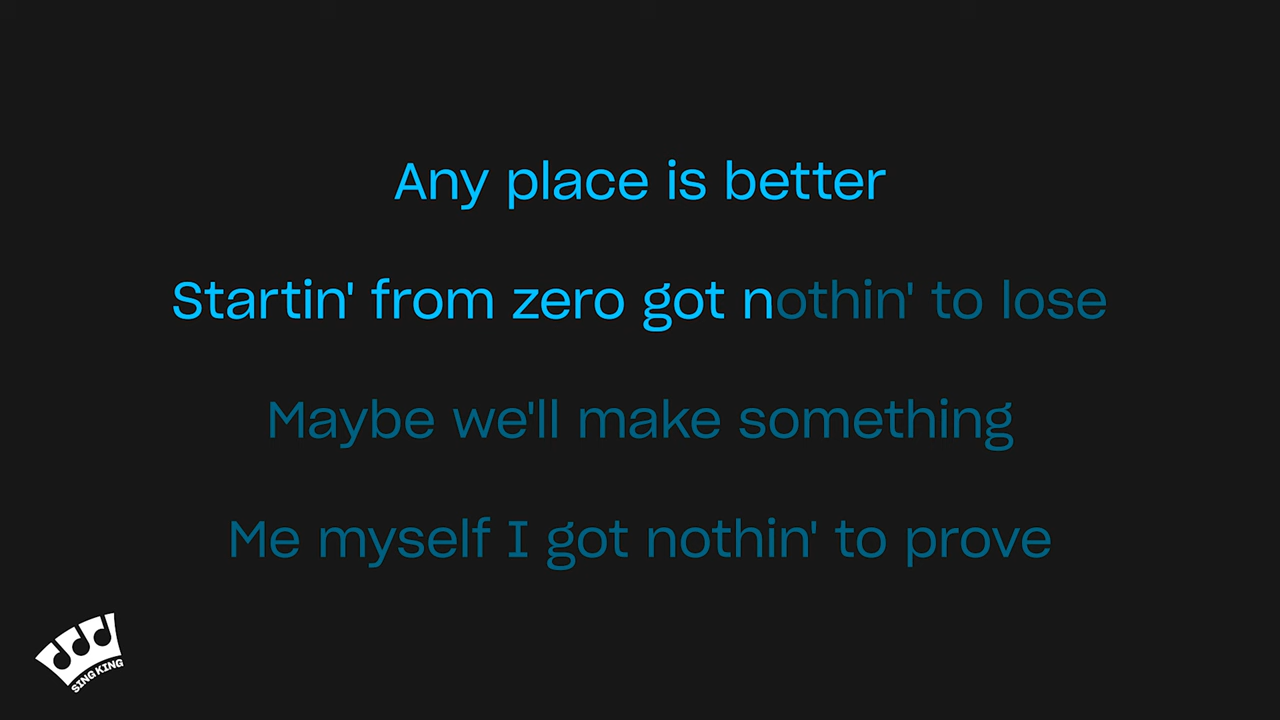 Any place is better
Startin' from zero got nothin' to lose
Maybe we'll make something
Me myself I got nothin' to prove
SING KING